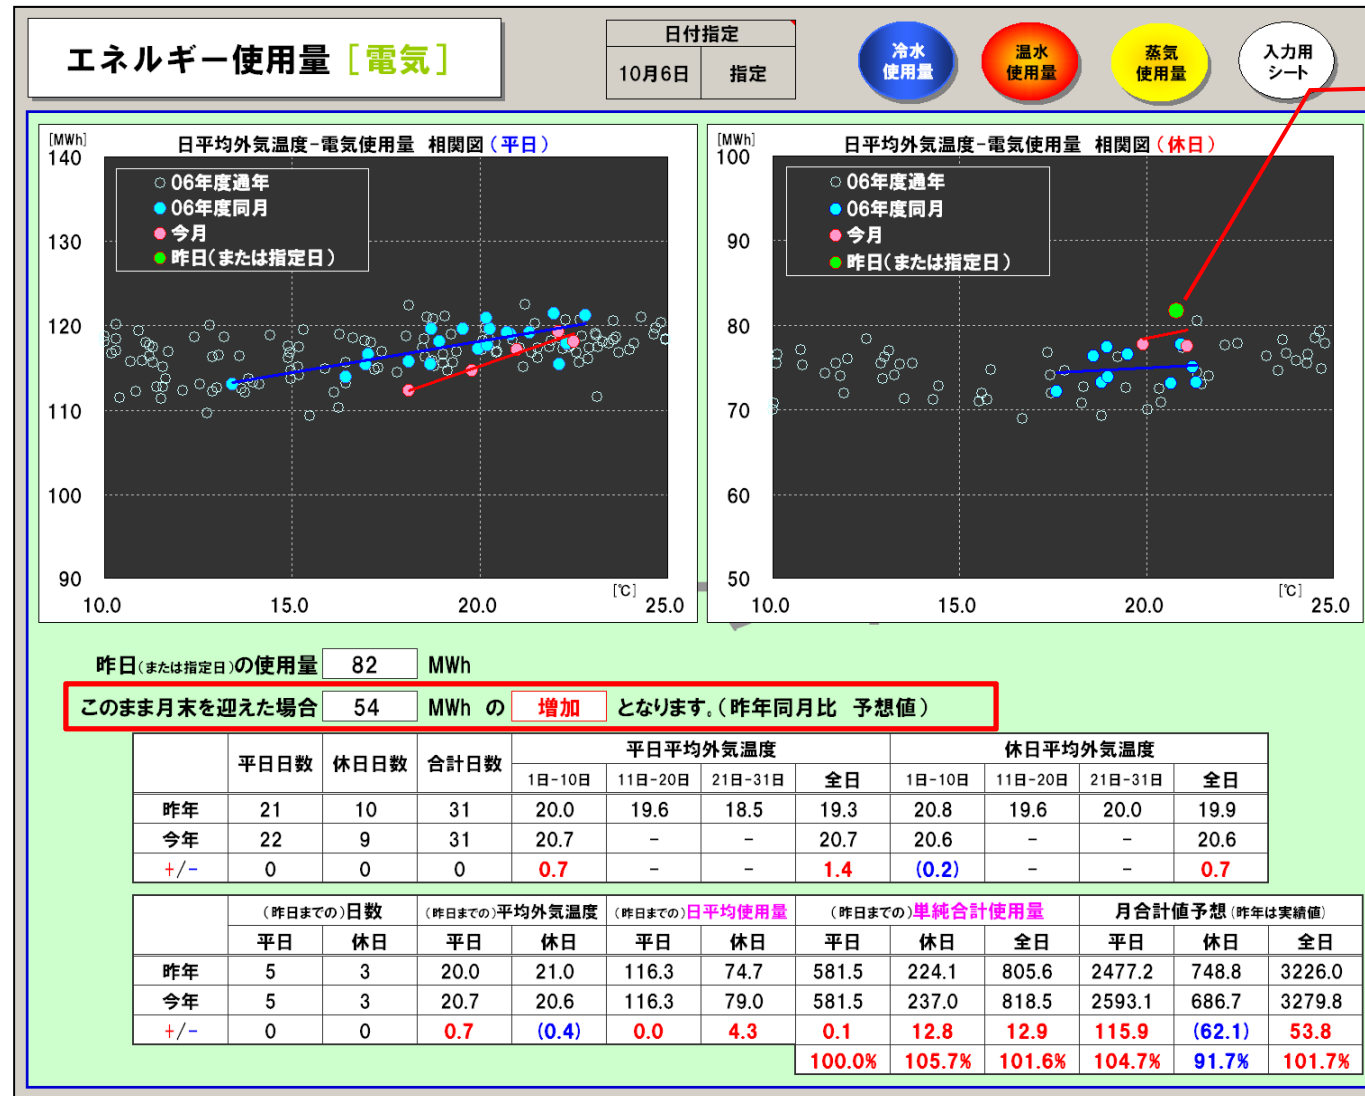 エネルギー使用量［電気］
日付指定
10月6日 指定
冷水
使用量
温水
使用量
蒸気
使用量
入力用
シート
[MWh]
日平均外気温度-電気使用量 相関図（平日）
140
130
120
110
100
90
○ 06年度通年
● 06年度同月
● 今月
● 昨日(または指定日)
10.0 15.0 20.0 25.0
[℃]
[MWh]
日平均外気温度-電気使用量 相関図（休日）
100
90
80
70
60
50
○ 06年度通年
● 06年度同月
● 今月
● 昨日(または指定日)
10.0 15.0 20.0 25.0
[℃]
昨日(または指定日)の使用量 82 MWh
このまま月末を迎えた場合 54 MWh の 増加 となります。(昨年同月比 予想値)
平日日数 休日日数 合計日数 平日平均外気温度 休日平均外気温度
1日-10日 11日-20日 21日-31日 全日 1日-10日 11日-20日 21日-31日 全日
昨年 21 10 31 20.0 19.6 18.5 19.3 20.8 19.6 20.0 19.9
今年 22 9 31 20.7 - - 20.7 20.6 - - 20.6
+/- 0 0 0 0.7 - - 1.4 (0.2) - - 0.7
(昨日までの)日数 (昨日までの)平均外気温度 (昨日までの)日平均使用量 (昨日までの)単純合計使用量 月合計値予想(昨年は実績値)
平日 休日 平日 休日 平日 休日 平日 休日 全日 平日 休日 全日
昨年 5 3 20.0 21.0 116.3 74.7 581.5 224.1 805.6 2477.2 748.8 3226.0
今年 5 3 20.7 20.6 116.3 79.0 581.5 237.0 818.5 2593.1 686.7 3279.8
+/- 0 0 0.7 (0.4) 0.0 4.3 0.1 12.8 12.9 115.9 (62.1) 53.8
100.0% 105.7% 101.6% 104.7% 91.7% 101.7%